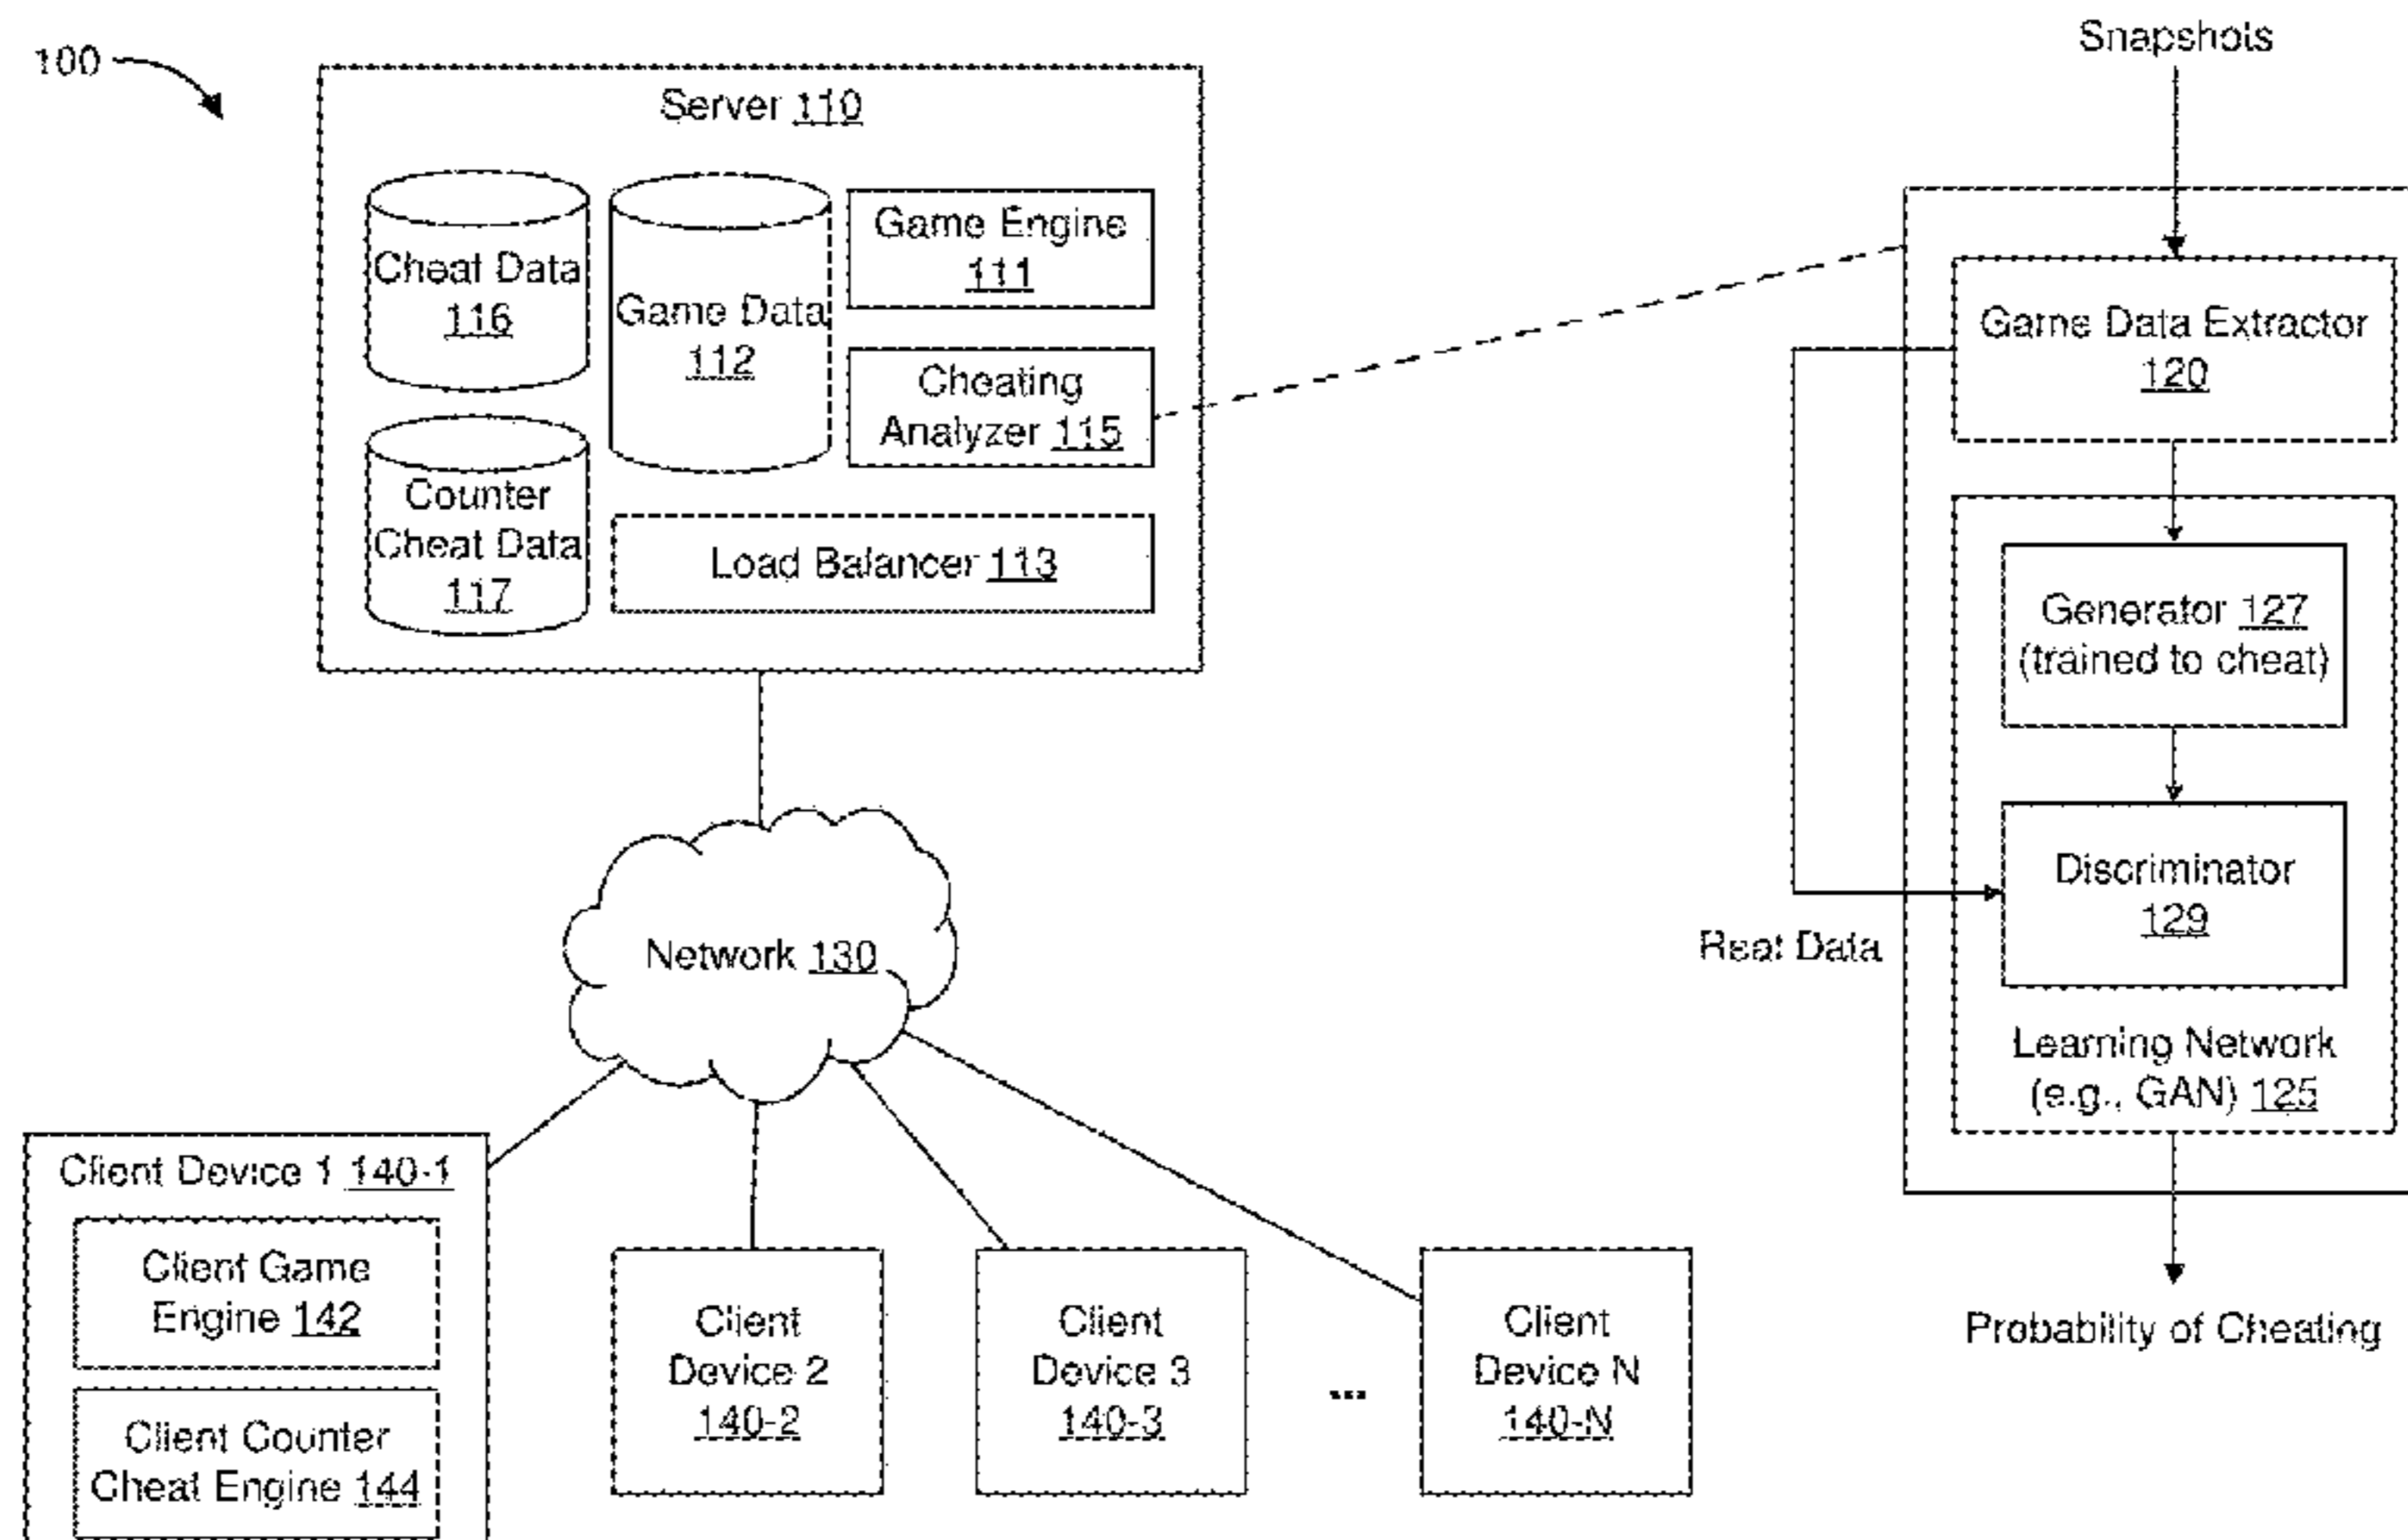 100
Server 110
Cheat Data
116
Game Data
112
Game Engine
111
Cheating
Analyzer 115
Counter
Cheat Data
117
Load Balancer 113
Network 130
Client Device 1 140-1
Client Game
Engine 142
Client Counter
Cheat Engine 144
Client
Device 2
140-2
Client
Device 3
140-3
...
Client
Device N
140-N
Snapshots
Game Data Extractor
120
Generator 127
(trained to cheat)
Discriminator
129
Real Data
Learning Network
(e.g., GAN) 125
Probability of Cheating